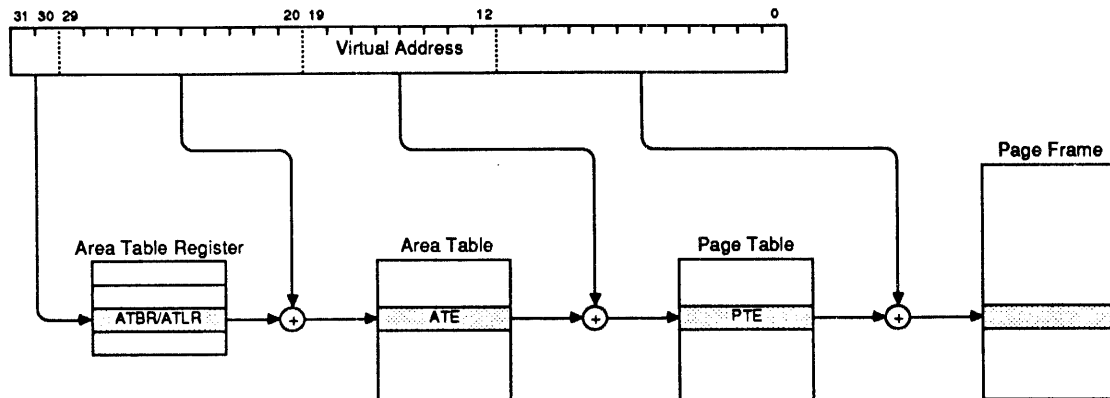 31 30 29 20 19 12 0
Virtual Address
Page Frame
Area Table Register Area Table Page Table
ATBR/ATLR + ATE + PTE +